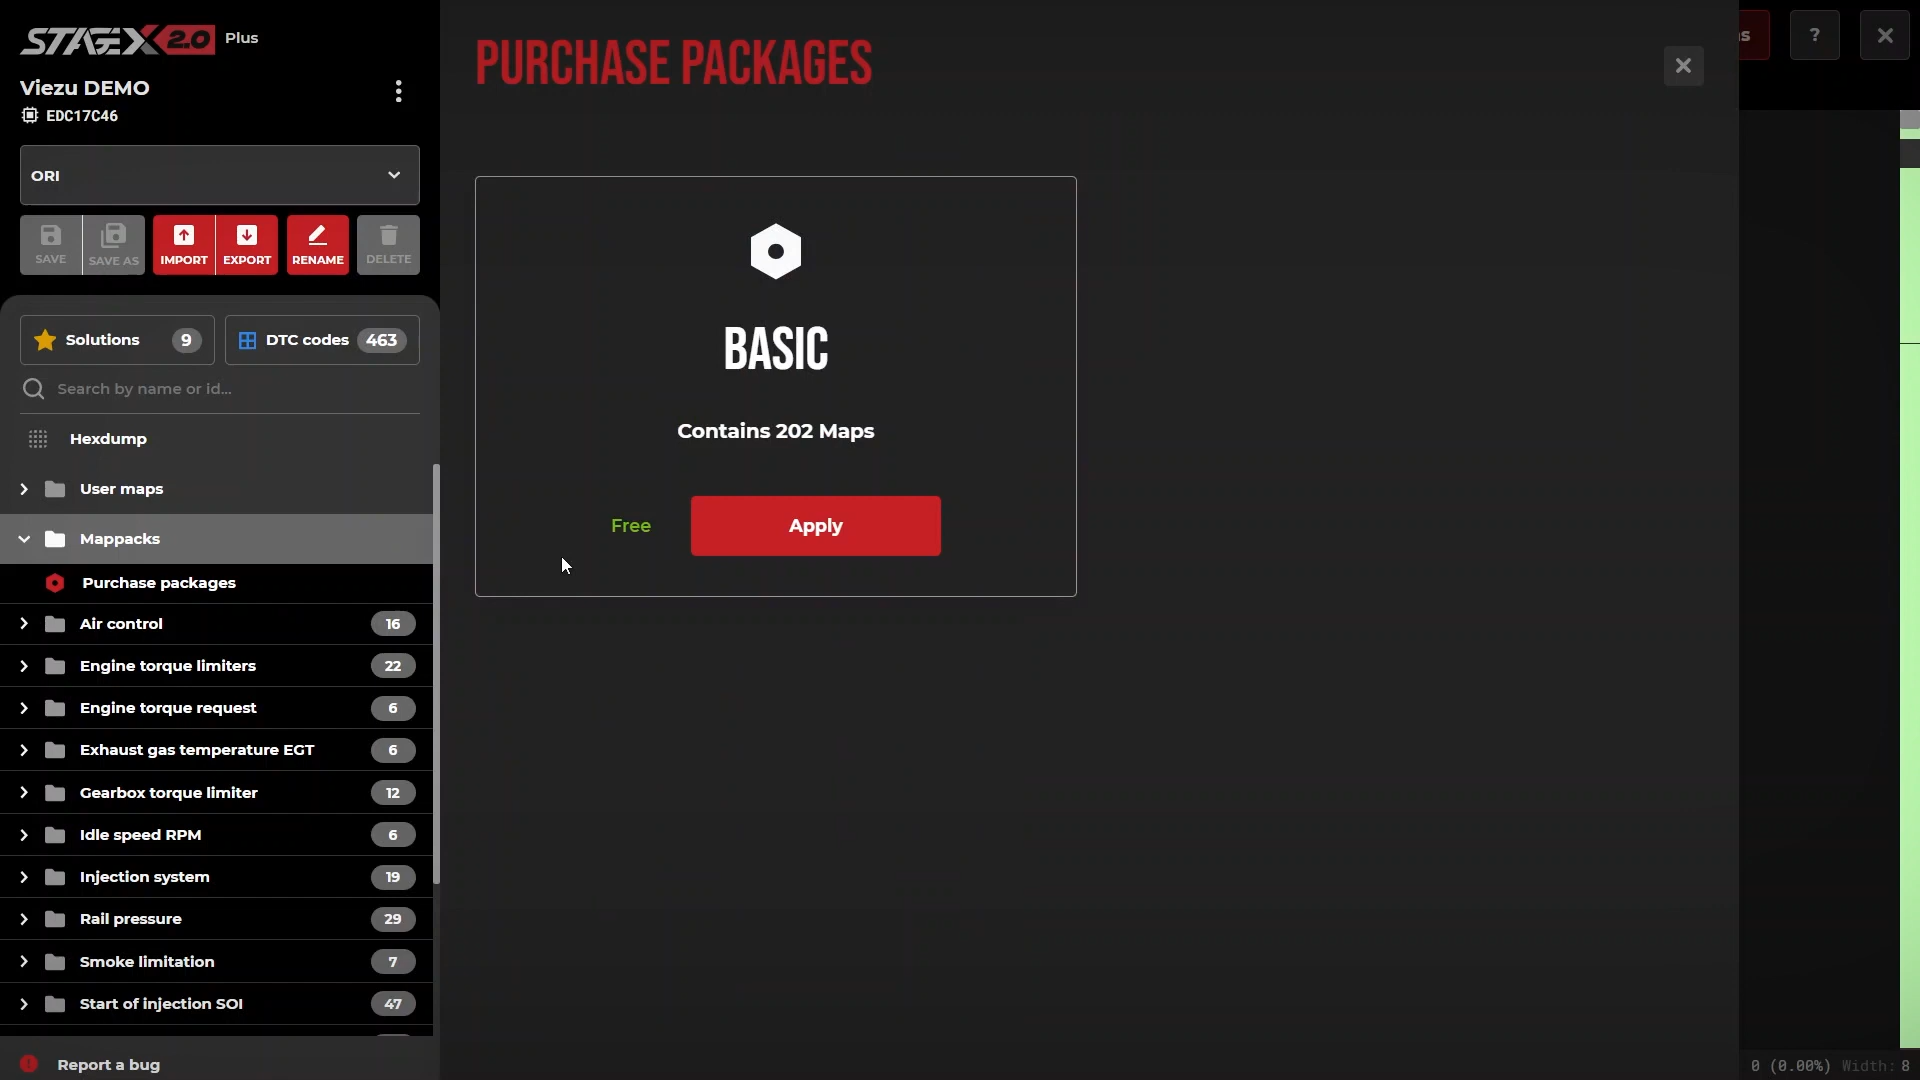 STAGEX 2.0 Plus
Viezu DEMO
EDC17C46
ORI
SAVE
SAVE AS
IMPORT
EXPORT
RENAME
DELETE
Solutions 9
DTC codes 463
Search by name or id...
Hexdump
User maps
Mappacks
Purchase packages
Air control 16
Engine torque limiters 22
Engine torque request 6
Exhaust gas temperature EGT 6
Gearbox torque limiter 12
Idle speed RPM 6
Injection system 19
Rail pressure 29
Smoke limitation 7
Start of injection SOI 47
Report a bug
PURCHASE PACKAGES
BASIC
Contains 202 Maps
Free
Apply
?
0 (0.00%) Width: 8